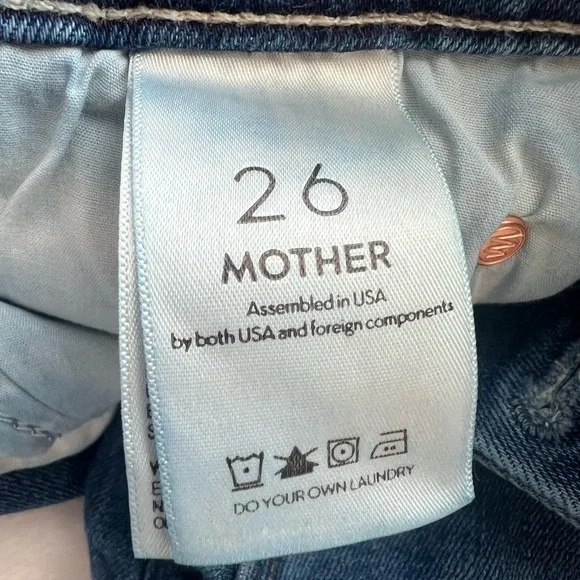 26
MOTHER
Assembled in USA
by both USA and foreign components
DO YOUR OWN LAUNDRY